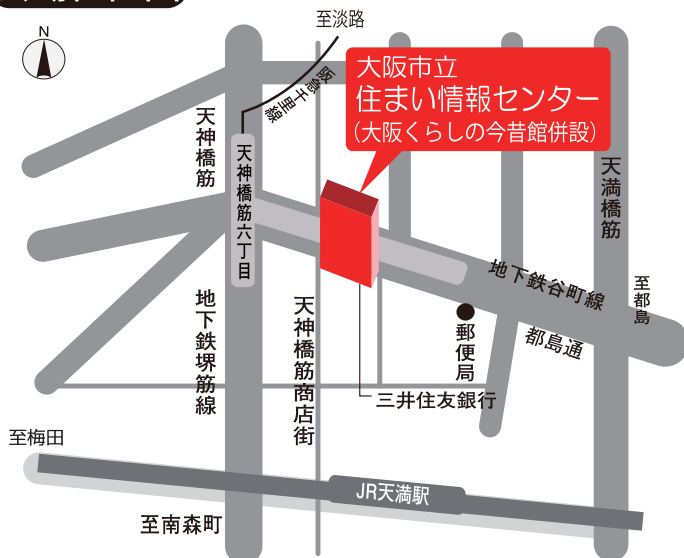 N
至淡路
阪急千里線
大阪市立
住まい情報センター
(大阪くらしの今昔館併設)
天神橋筋
天神橋筋六丁目
天満橋筋
地下鉄谷町線
至都島
都島通
郵便局
地下鉄堺筋線
天神橋筋商店街
三井住友銀行
至梅田
JR天満駅
至南森町